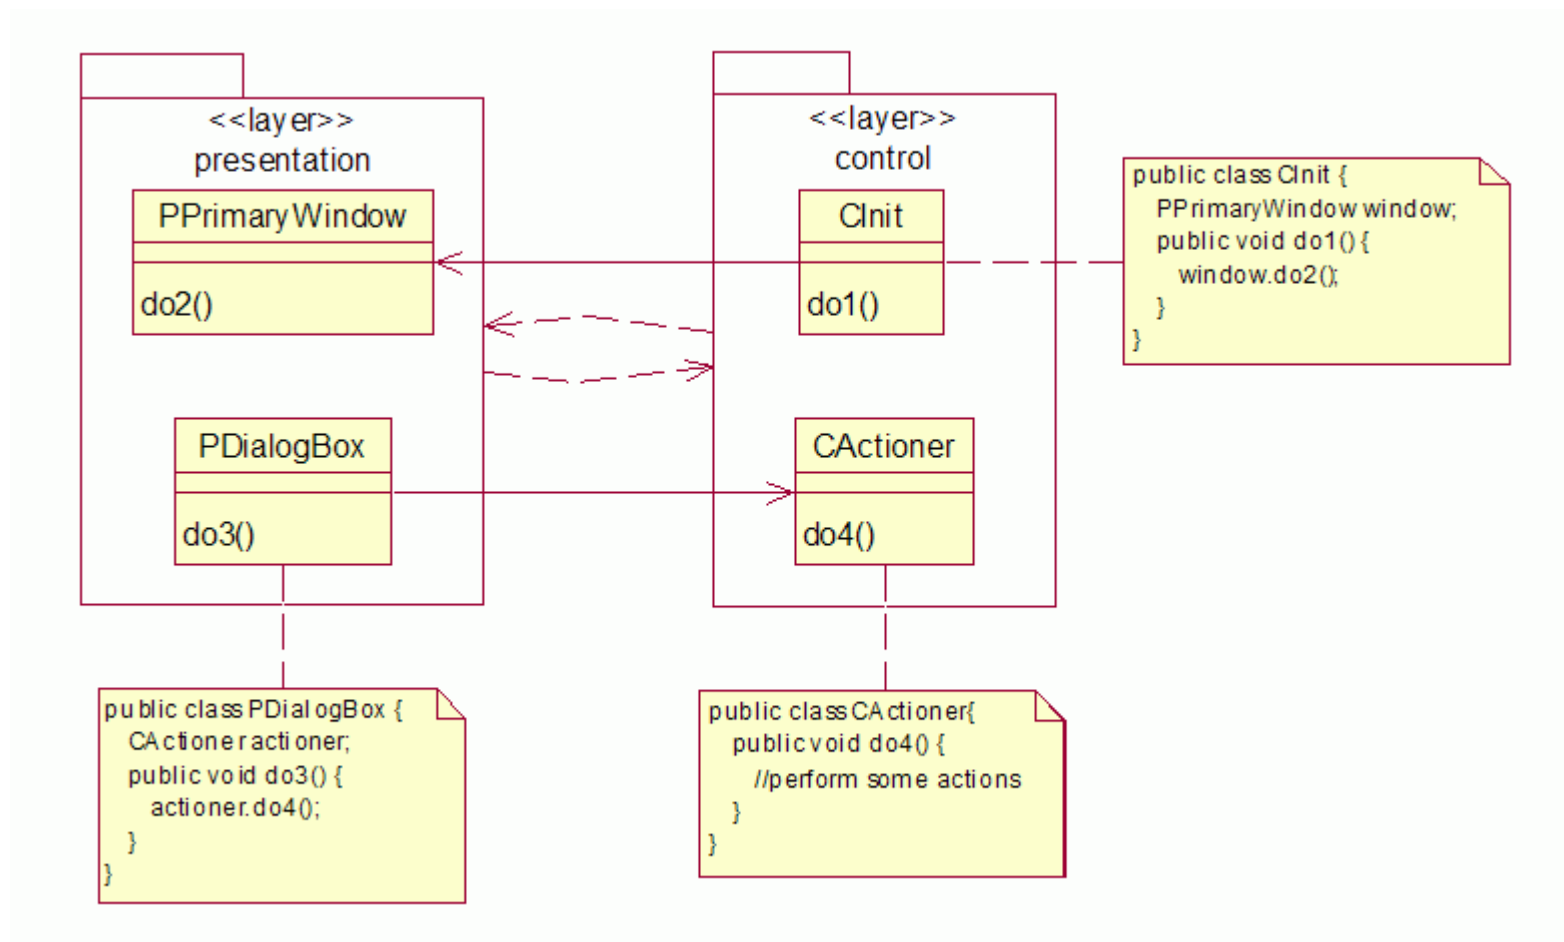 <<layer>>
presentation
PPrimaryWindow
do2()
PDialogBox
do3()
<<layer>>
control
CInit
do1()
CActioner
do4()
public class CInit {
PPrimaryWindow window;
public void do1() {
window.do2();
}
}
public class PDialogBox {
CActioner actioner;
public void do3() {
actioner.do4();
}
}
public class CActioner{
public void do4() {
//perform some actions
}
}